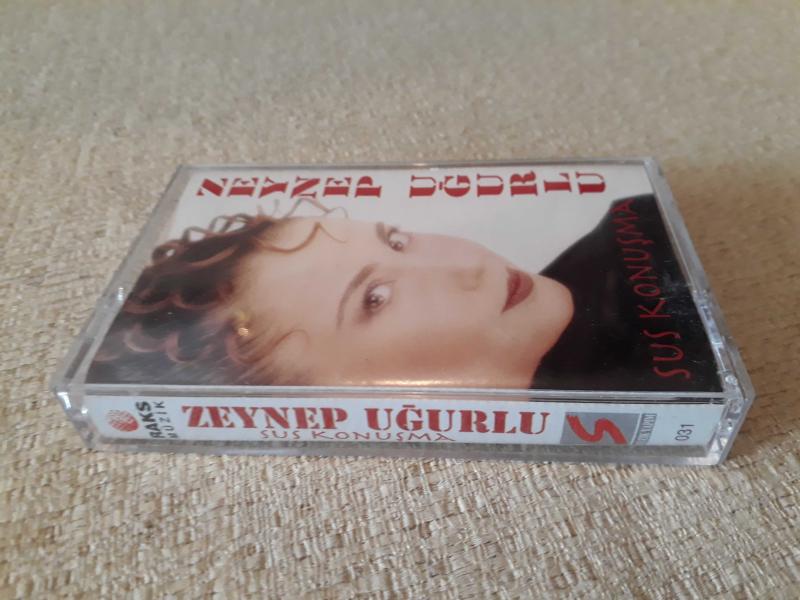 ZEYNEP UĞURLU
SUS KONUŞMA
RAKS
MÜZİK
ZEYNEP UĞURLU
SUS KONUŞMA
S
031